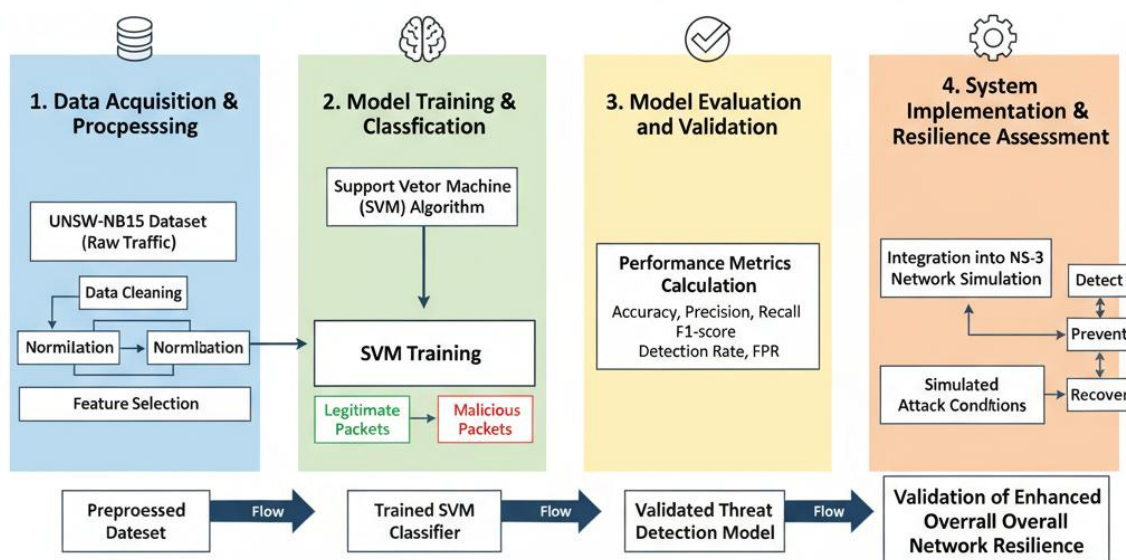 1. Data Acquisition &
Procpesssing
UNSW-NB15 Dataset
(Raw Traffic)
Data Cleaning
Normilation
Normlbation
Feature Selection
2. Model Training &
Classfication
Support Vetor Machine
(SVM) Algorithm
SVM Training
Legitimate
Packets
Malicious
Packets
3. Model Evaluation
and Validation
Performance Metrics
Calculation
Accuracy, Precision, Recall
F1-score
Detection Rate, FPR
4. System
Implementation &
Resilience Assessment
Integration into NS-3
Network Simulation
Detect
Prevent
Simulated
Attack Conditions
Recover
Preproessed
Dateset
Flow
Trained SVM
Classifier
Flow
Validated Threat
Detection Model
Flow
Validation of Enhanced
Overrall Overall
Network Resilience